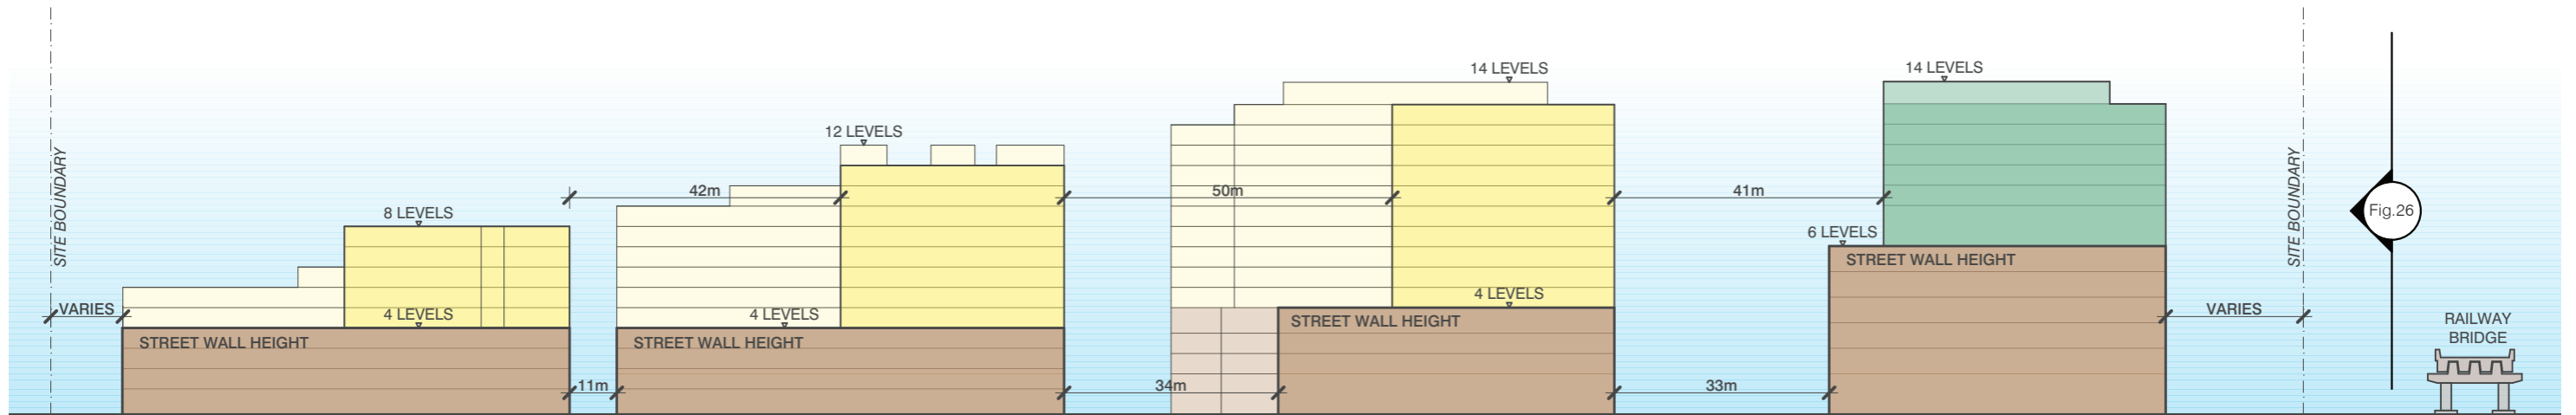 SITE BOUNDARY
VARIES
8 LEVELS
4 LEVELS
STREET WALL HEIGHT
42m
11m
12 LEVELS
4 LEVELS
STREET WALL HEIGHT
50m
34m
14 LEVELS
4 LEVELS
STREET WALL HEIGHT
41m
33m
14 LEVELS
6 LEVELS
STREET WALL HEIGHT
VARIES
SITE BOUNDARY
Fig.26
RAILWAY
BRIDGE